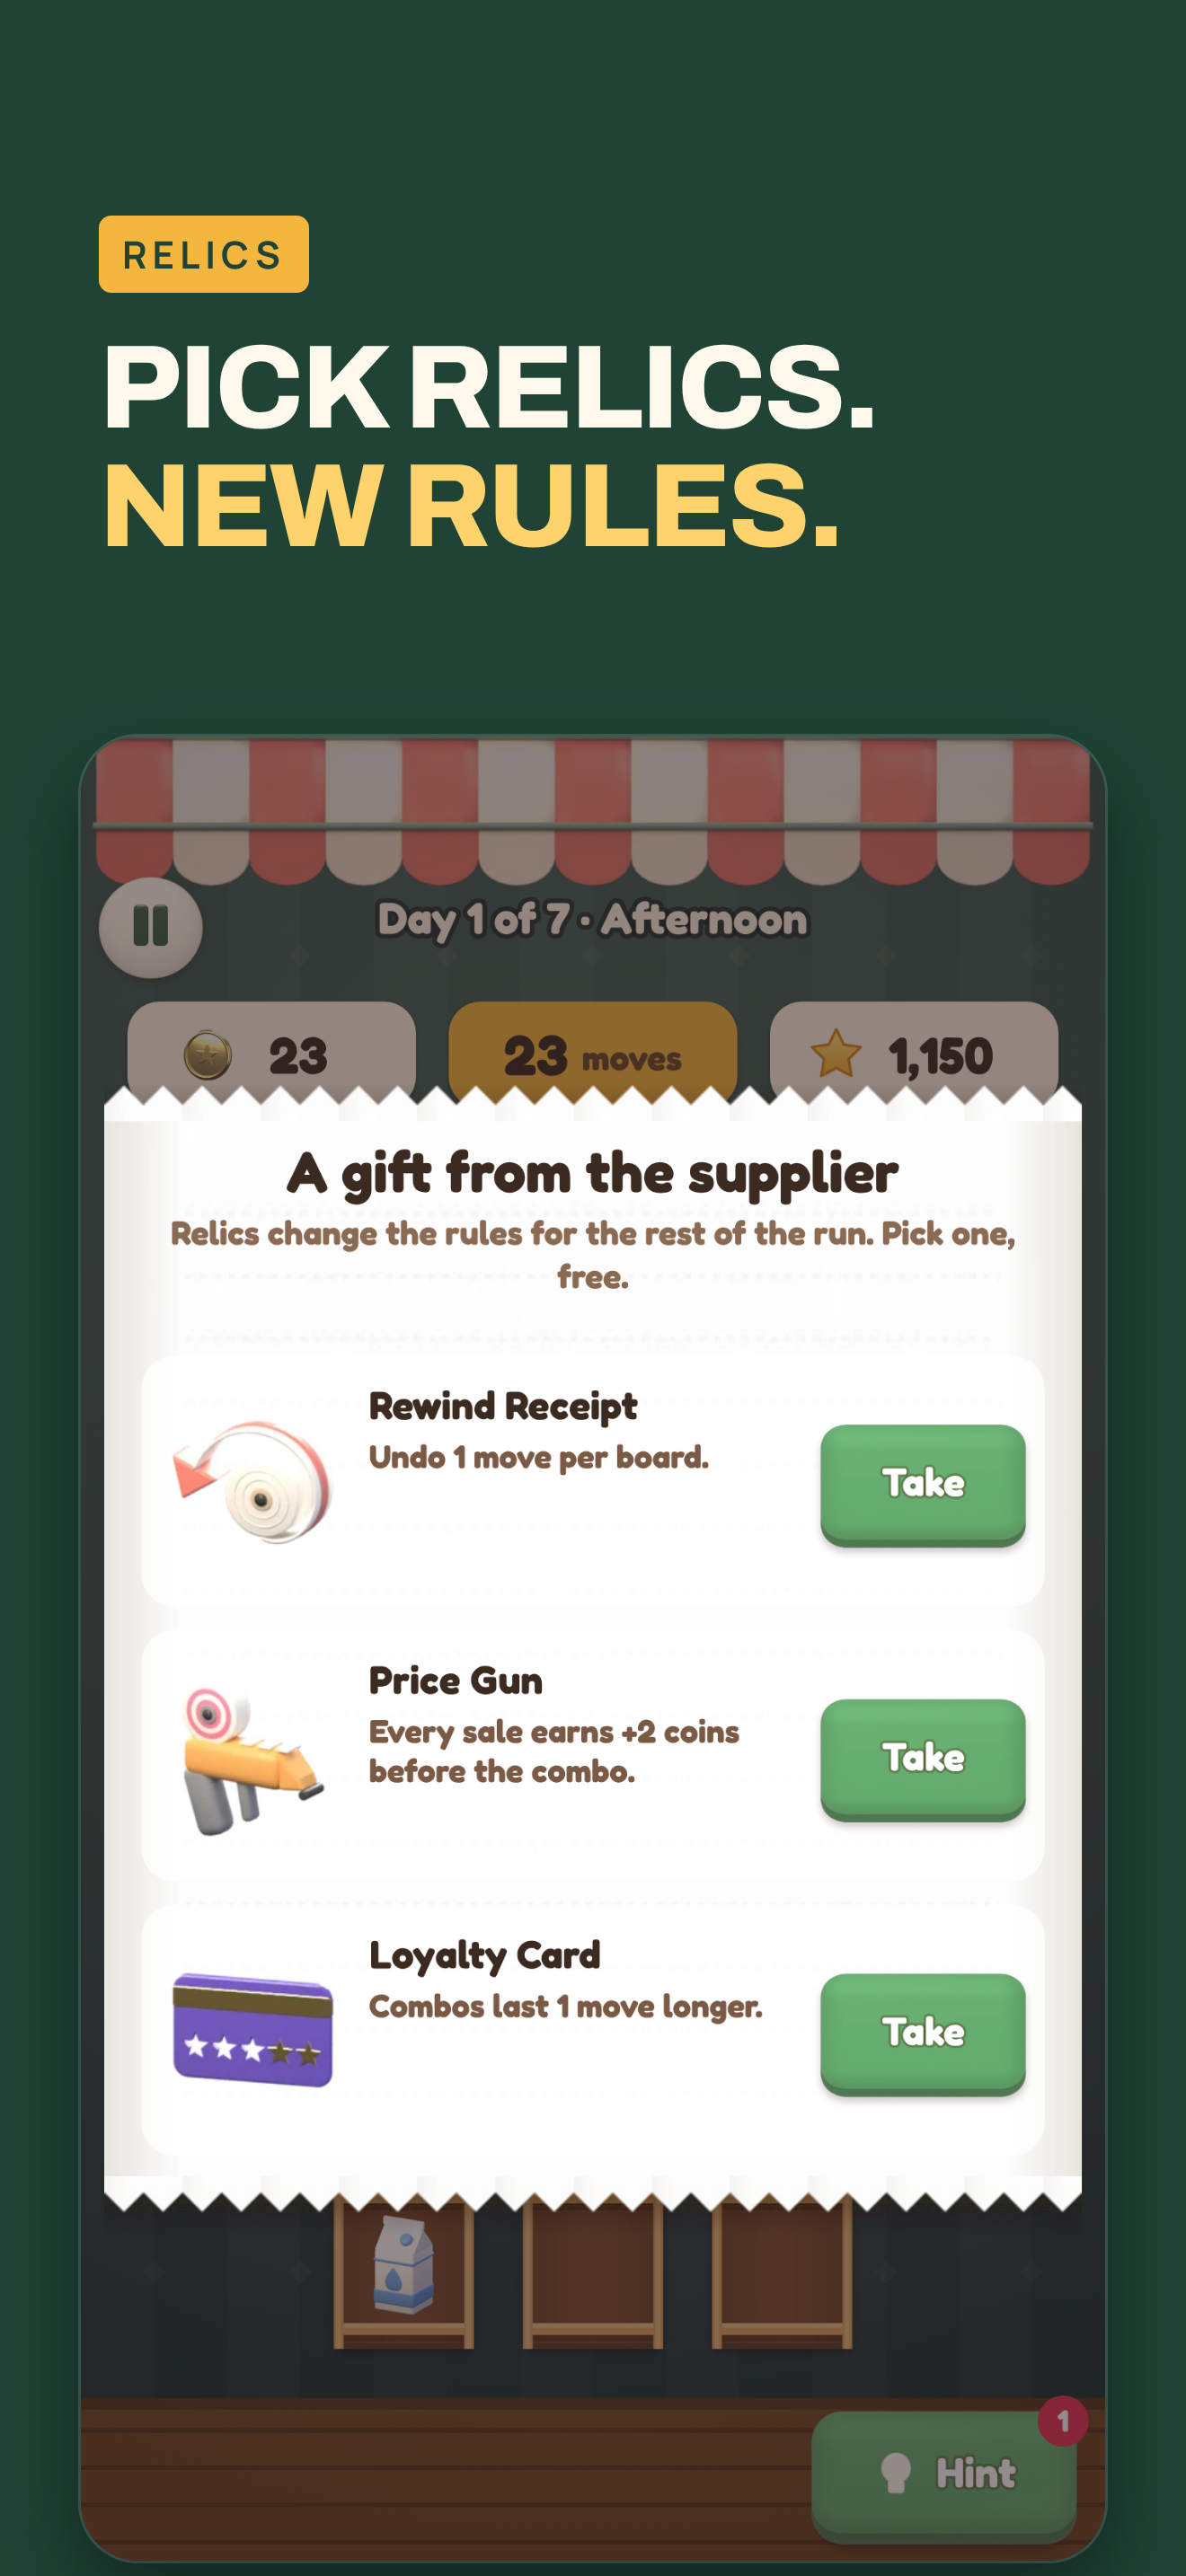 RELICS
PICK RELICS.
NEW RULES.
Day 1 of 7 · Afternoon
23
23 moves
1,150
A gift from the supplier
Relics change the rules for the rest of the run. Pick one,
free.
Rewind Receipt
Undo 1 move per board.
Take
Price Gun
Every sale earns +2 coins
before the combo.
Take
Loyalty Card
Combos last 1 move longer.
Take
1
Hint